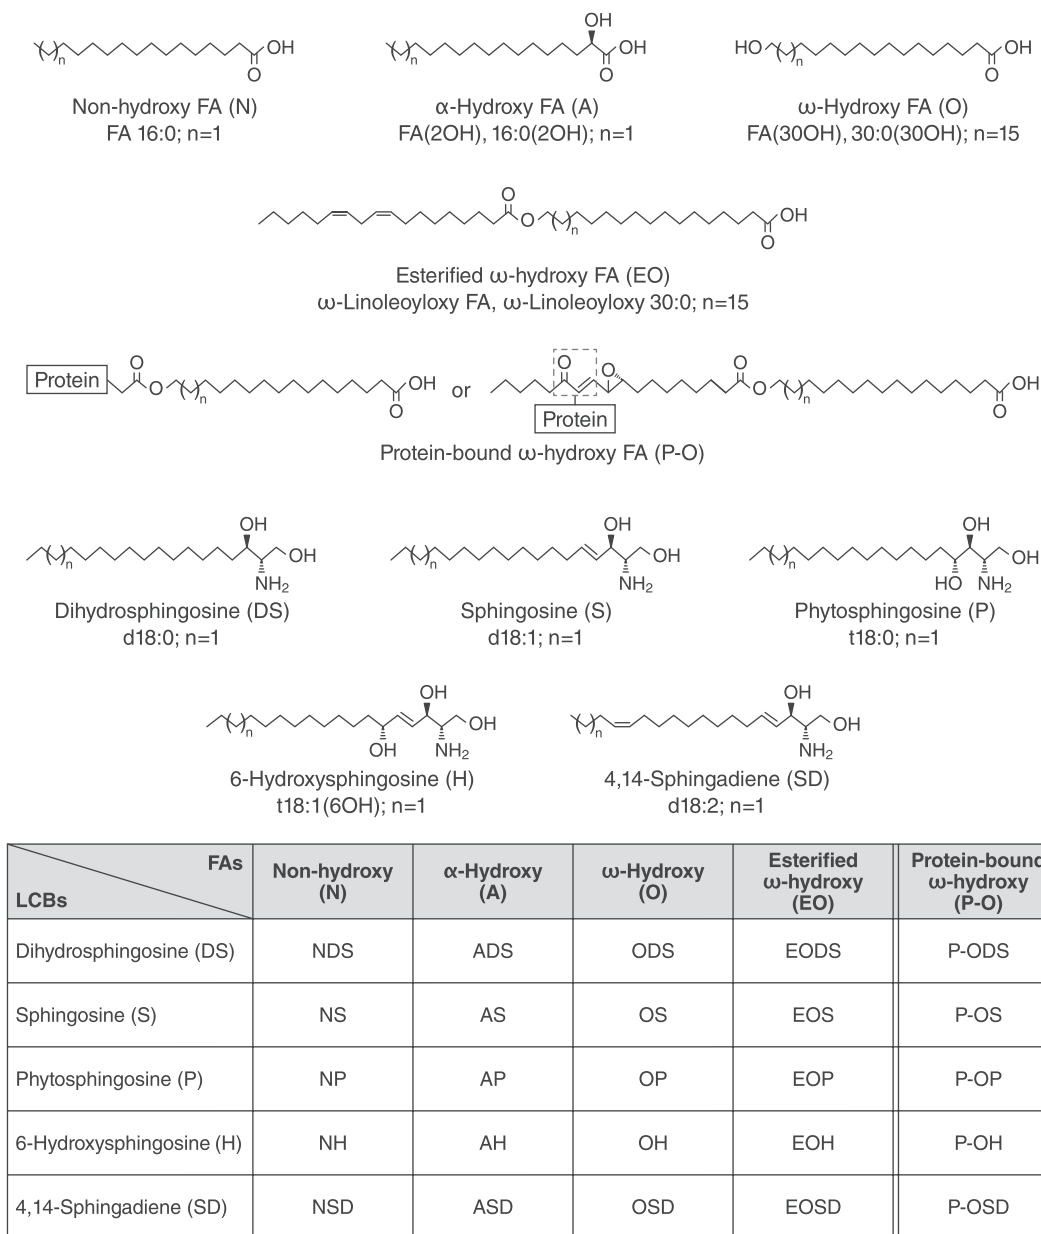 OH
n
OH
O
Non-hydroxy FA (N)
FA 16:0; n=1
OH
n
OH
O
α-Hydroxy FA (A)
FA(2OH), 16:0(2OH); n=1
HO
n
OH
O
ω-Hydroxy FA (O)
FA(30OH), 30:0(30OH); n=15
O
O
n
OH
O
Esterified ω-hydroxy FA (EO)
ω-Linoleoyloxy FA, ω-Linoleoyloxy 30:0; n=15
Protein
O
O
n
OH
O
or
O
O
Protein
O
O
n
OH
O
Protein-bound ω-hydroxy FA (P-O)
n
OH
OH
NH2
Dihydrosphingosine (DS)
d18:0; n=1
n
OH
OH
NH2
Sphingosine (S)
d18:1; n=1
n
OH
OH
HO NH2
Phytosphingosine (P)
t18:0; n=1
n
OH
OH
OH NH2
6-Hydroxysphingosine (H)
t18:1(6OH); n=1
n
OH
OH
NH2
4,14-Sphingadiene (SD)
d18:2; n=1
FAs
LCBs
Non-hydroxy
(N)
α-Hydroxy
(A)
ω-Hydroxy
(O)
Esterified
ω-hydroxy
(EO)
Protein-bound
ω-hydroxy
(P-O)
Dihydrosphingosine (DS) NDS ADS ODS EODS P-ODS
Sphingosine (S) NS AS OS EOS P-OS
Phytosphingosine (P) NP AP OP EOP P-OP
6-Hydroxysphingosine (H) NH AH OH EOH P-OH
4,14-Sphingadiene (SD) NSD ASD OSD EOSD P-OSD